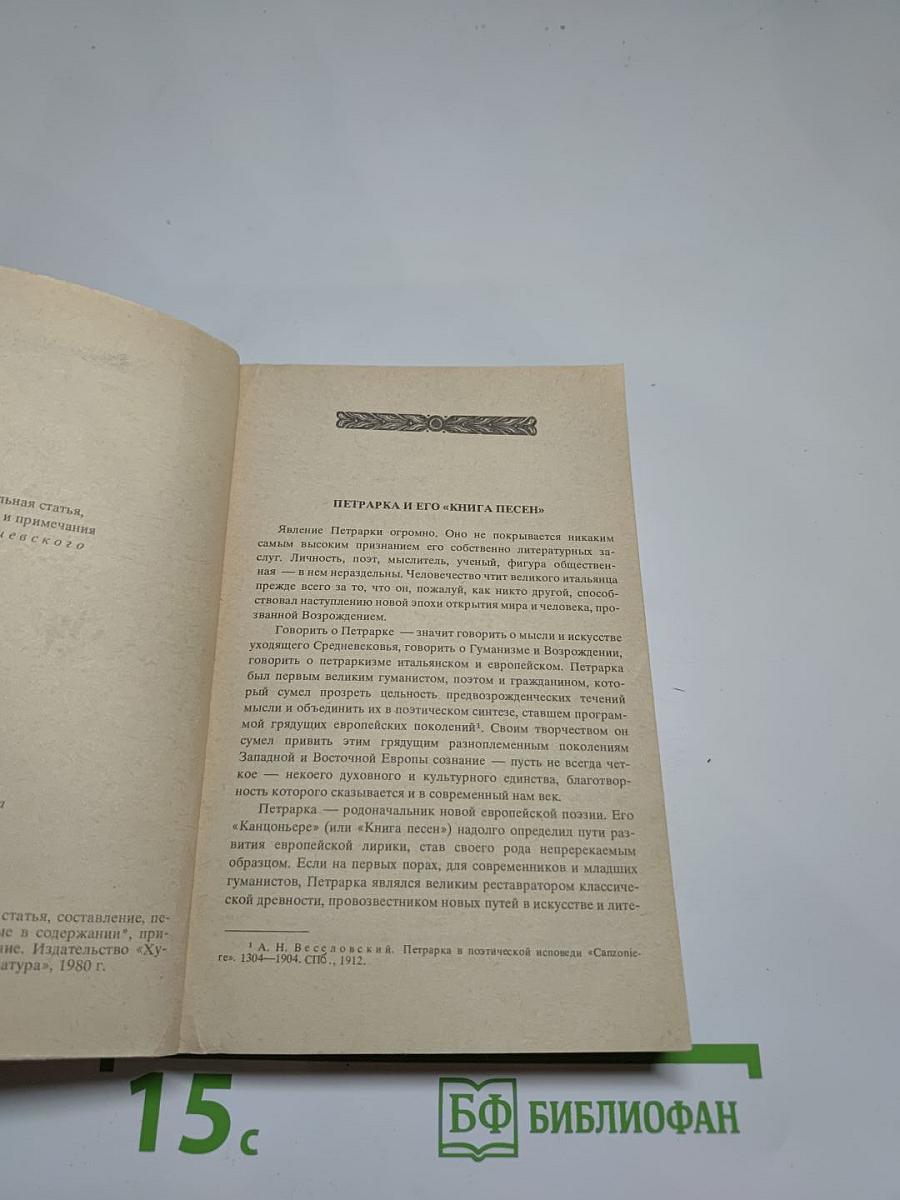 льная статья,
и примечания
цевского
статья, составление, пе-
ые в содержании*, при-
ние. Издательство «Ху-
атура», 1980 г.
ПЕТРАРКА И ЕГО «КНИГА ПЕСЕН»
Явление Петрарки огромно. Оно не покрывается никаким
самым высоким признанием его собственно литературных за-
слуг. Личность, поэт, мыслитель, ученый, фигура обществен-
ная — в нем нераздельны. Человечество чтит великого итальянца
прежде всего за то, что он, пожалуй, как никто другой, способ-
ствовал наступлению новой эпохи открытия мира и человека, про-
званной Возрождением.
Говорить о Петрарке — значит говорить о мысли и искусстве
уходящего Средневековья, говорить о Гуманизме и Возрождении,
говорить о петраркизме итальянском и европейском. Петрарка
был первым великим гуманистом, поэтом и гражданином, кото-
рый сумел прозреть цельность предвозрожденческих течений
мысли и объединить их в поэтическом синтезе, ставшем програм-
мой грядущих европейских поколений¹. Своим творчеством он
сумел привить этим грядущим разноплеменным поколениям
Западной и Восточной Европы сознание — пусть не всегда чет-
кое — некоего духовного и культурного единства, благотвор-
ность которого сказывается и в современный нам век.
Петрарка — родоначальник новой европейской поэзии. Его
«Канцоньере» (или «Книга песен») надолго определил пути раз-
вития европейской лирики, став своего рода непререкаемым
образцом. Если на первых порах, для современников и младших
гуманистов, Петрарка являлся великим реставратором классиче-
ской древности, провозвестником новых путей в искусстве и лите-
¹ А. Н. Веселовский. Петрарка в поэтической исповеди «Canzonie-
re». 1304—1904. СПб., 1912.
15 с
БФ БИБЛИОФАН